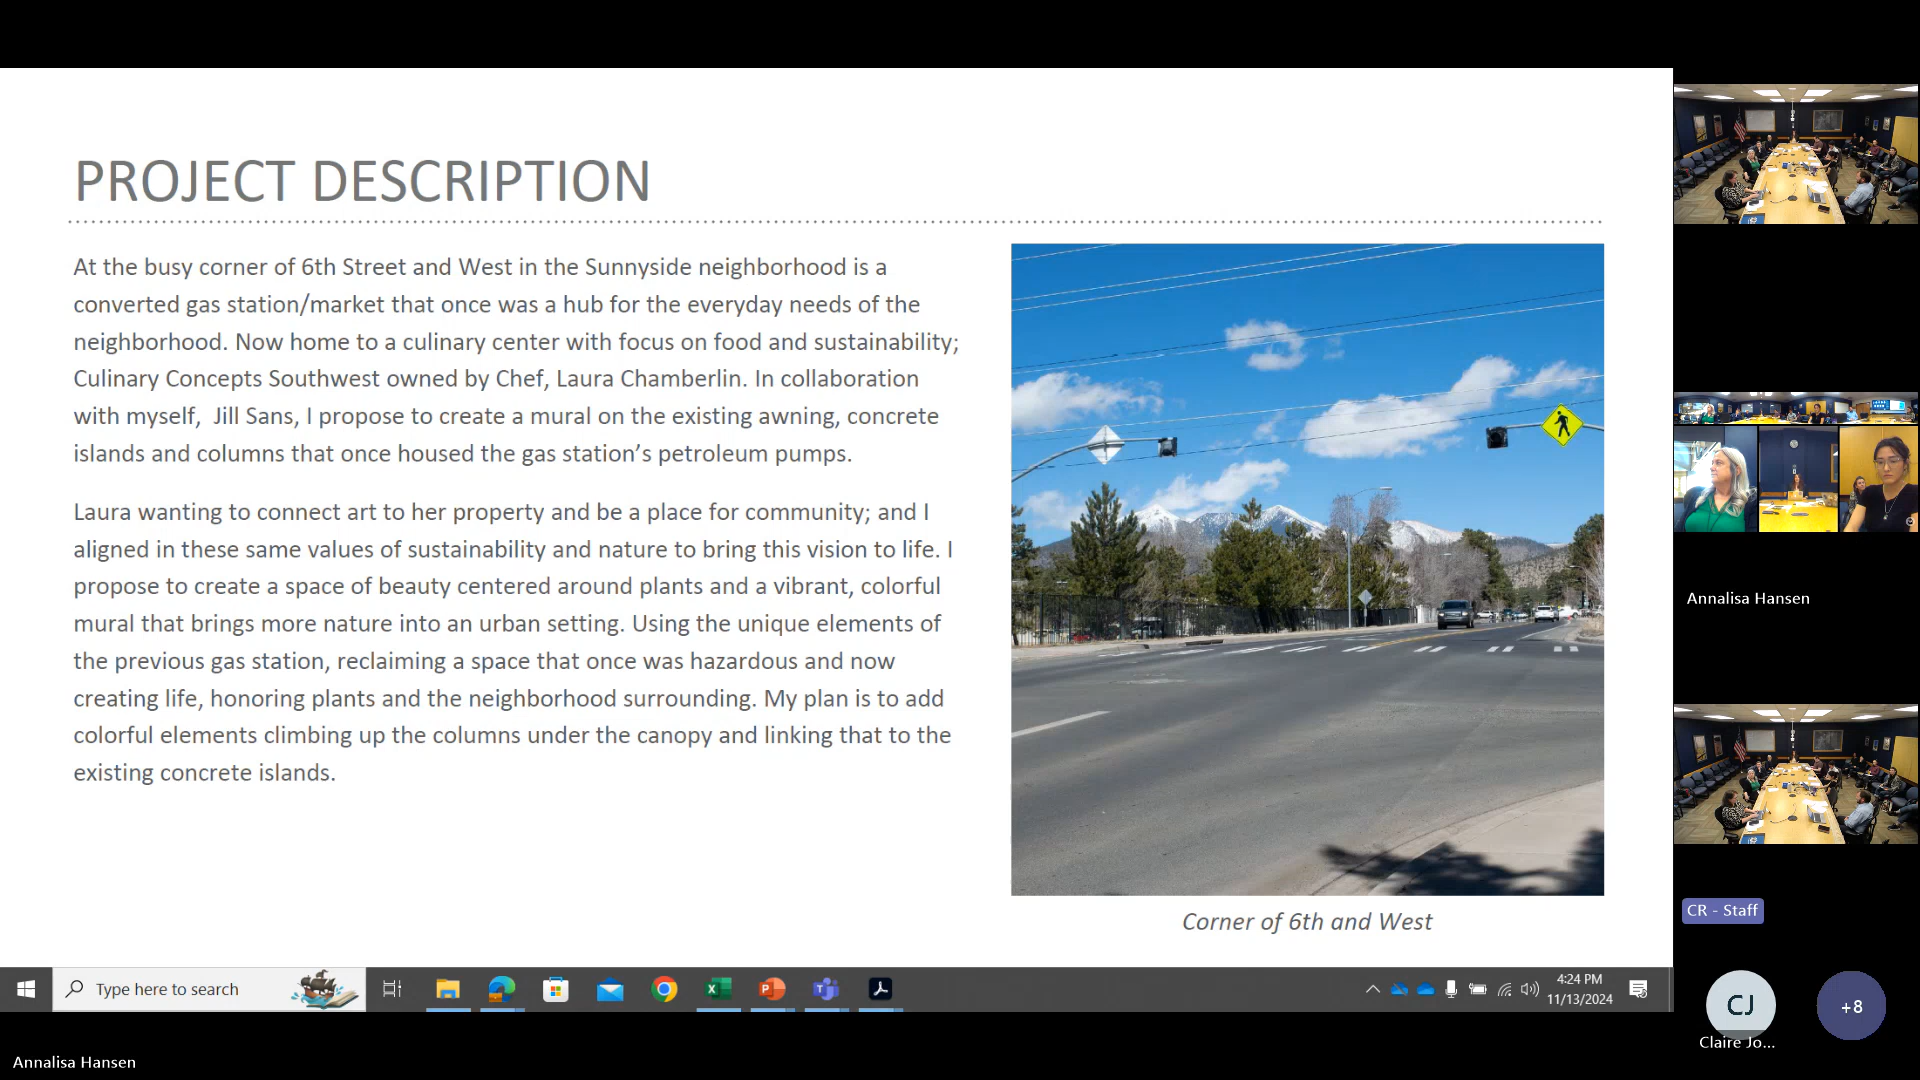 PROJECT DESCRIPTION
At the busy corner of 6th Street and West in the Sunnyside neighborhood is a
converted gas station/market that once was a hub for the everyday needs of the
neighborhood. Now home to a culinary center with focus on food and sustainability;
Culinary Concepts Southwest owned by Chef, Laura Chamberlin. In collaboration
with myself,  Jill Sans, I propose to create a mural on the existing awning, concrete
islands and columns that once housed the gas station’s petroleum pumps.
Laura wanting to connect art to her property and be a place for community; and I
aligned in these same values of sustainability and nature to bring this vision to life. I
propose to create a space of beauty centered around plants and a vibrant, colorful
mural that brings more nature into an urban setting. Using the unique elements of
the previous gas station, reclaiming a space that once was hazardous and now
creating life, honoring plants and the neighborhood surrounding. My plan is to add
colorful elements climbing up the columns under the canopy and linking that to the
existing concrete islands.
Corner of 6th and West
Type here to search
4:24 PM
11/13/2024
Annalisa Hansen
Annalisa Hansen
CR - Staff
CJ
+8
Claire Jo...